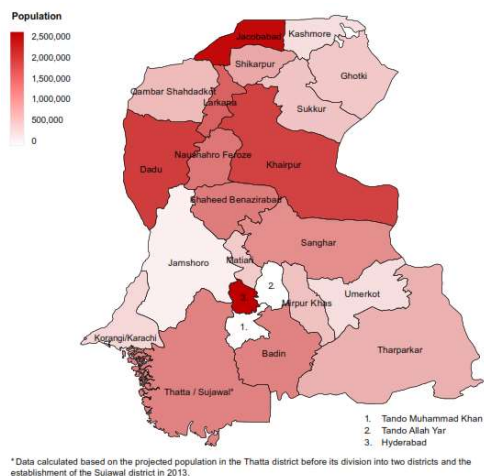 Population
2,500,000
2,000,000
1,500,000
1,000,000
500,000
0
Jacobabad
Kashmore
Shikarpur
Ghotki
Qambar Shahdadkot
Larkana
Sukkur
Naushahro Feroze
Dadu
Khairpur
Shaheed Benazirabad
Sanghar
Matiari
Jamshoro
2.
3.
Mirpur Khas
Umerkot
1.
Korangi/Karachi
Badin
Tharparkar
Thatta / Sujawal*
1. Tando Muhammad Khan
2. Tando Allah Yar
3. Hyderabad
* Data calculated based on the projected population in the Thatta district before its division into two districts and the
establishment of the Sujawal district in 2013.